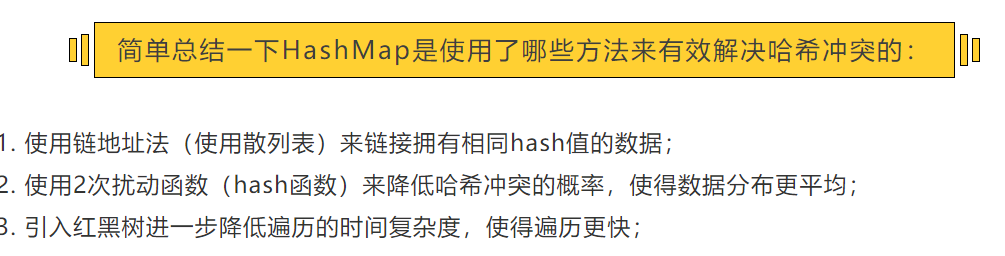 简单总结一下HashMap是使用了哪些方法来有效解决哈希冲突的：
1. 使用链地址法（使用散列表）来链接拥有相同hash值的数据；
2. 使用2次扰动函数（hash函数）来降低哈希冲突的概率，使得数据分布更平均；
3. 引入红黑树进一步降低遍历的时间复杂度，使得遍历更快；